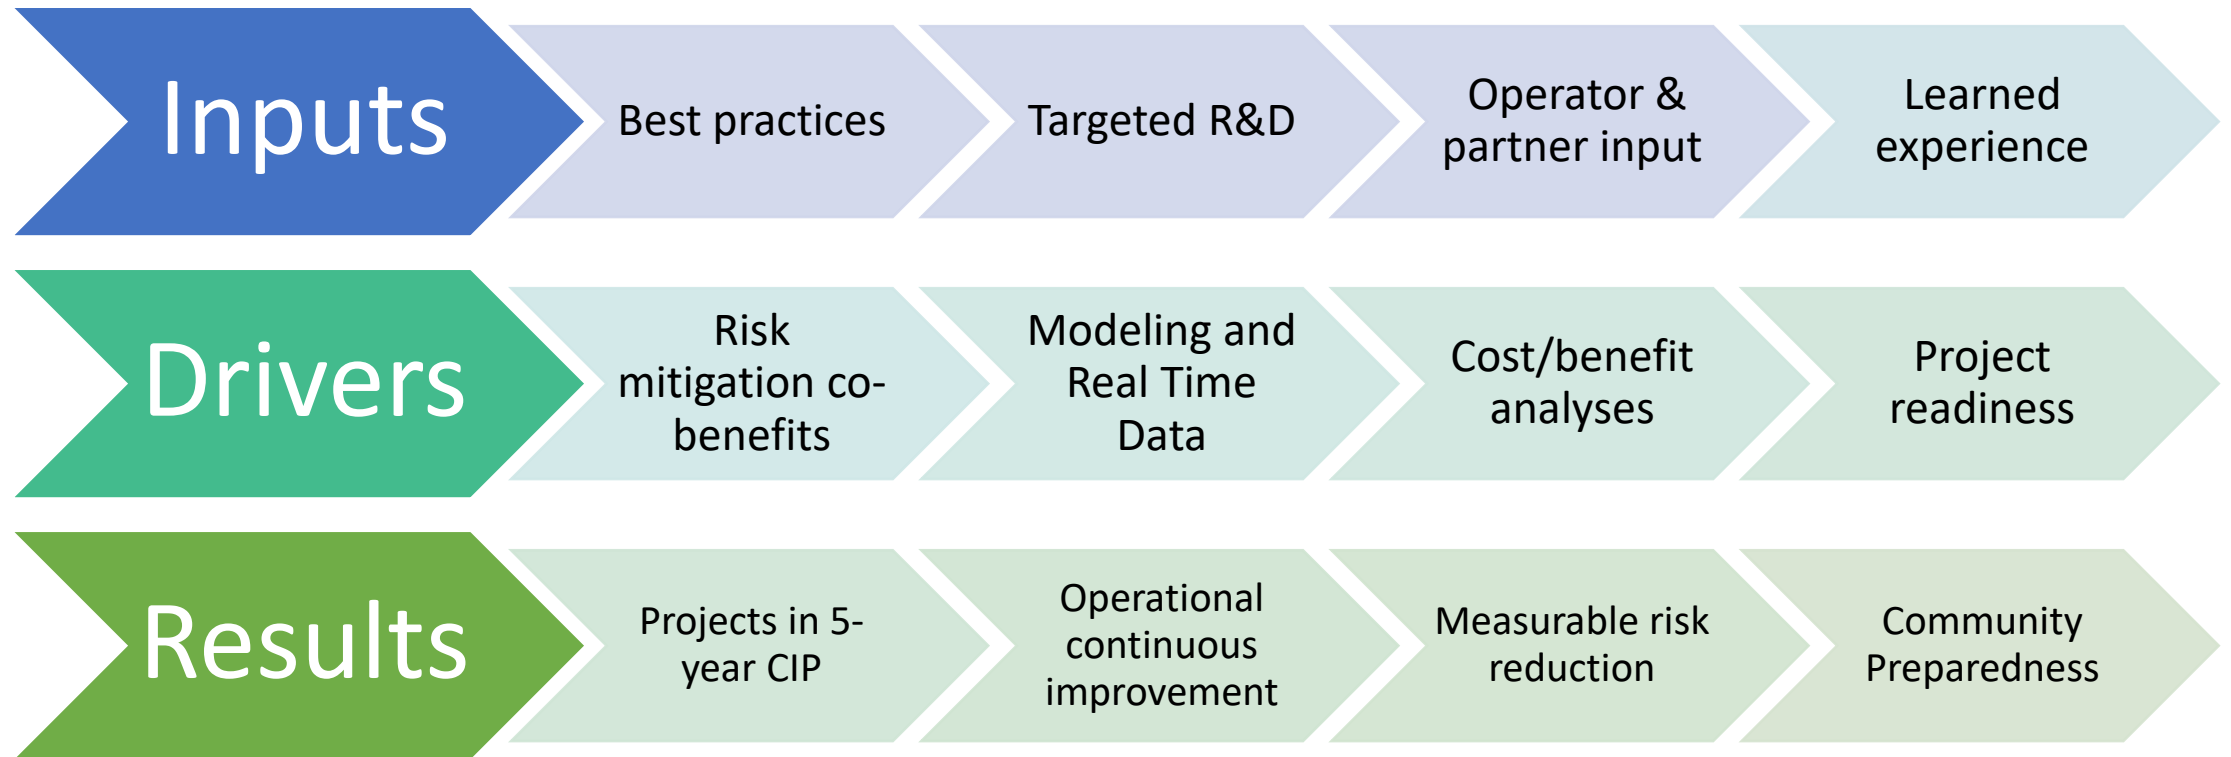 Inputs
Best practices
Targeted R&D
Operator &
partner input
Learned
experience
Drivers
Risk
mitigation co-
benefits
Modeling and
Real Time
Data
Cost/benefit
analyses
Project
readiness
Results
Projects in 5-
year CIP
Operational
continuous
improvement
Measurable risk
reduction
Community
Preparedness